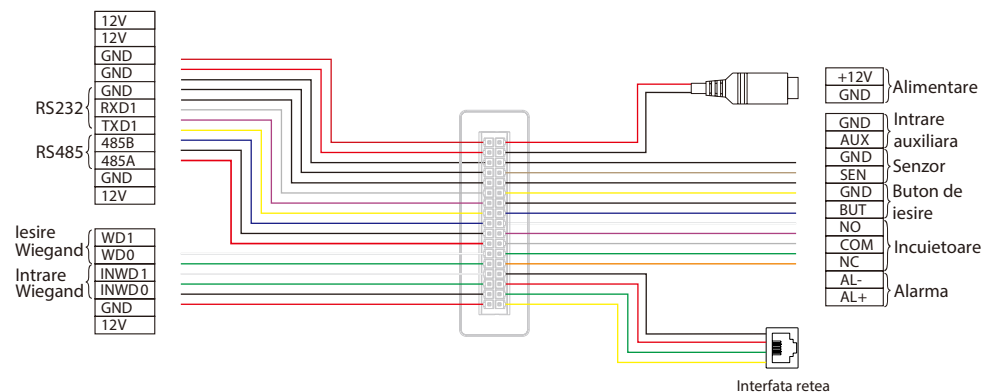 12V
12V
GND
GND
RS232
GND
RXD1
TXD1
RS485
485B
485A
GND
12V
Iesire
Wiegand
WD1
WD0
Intrare
Wiegand
INWD1
INWD0
GND
12V
+12V
GND
Alimentare
GND
AUX
Intrare
auxiliara
GND
SEN
Senzor
GND
BUT
Buton de
iesire
NO
COM
NC
Incuietoare
AL-
AL+
Alarma
Interfata retea